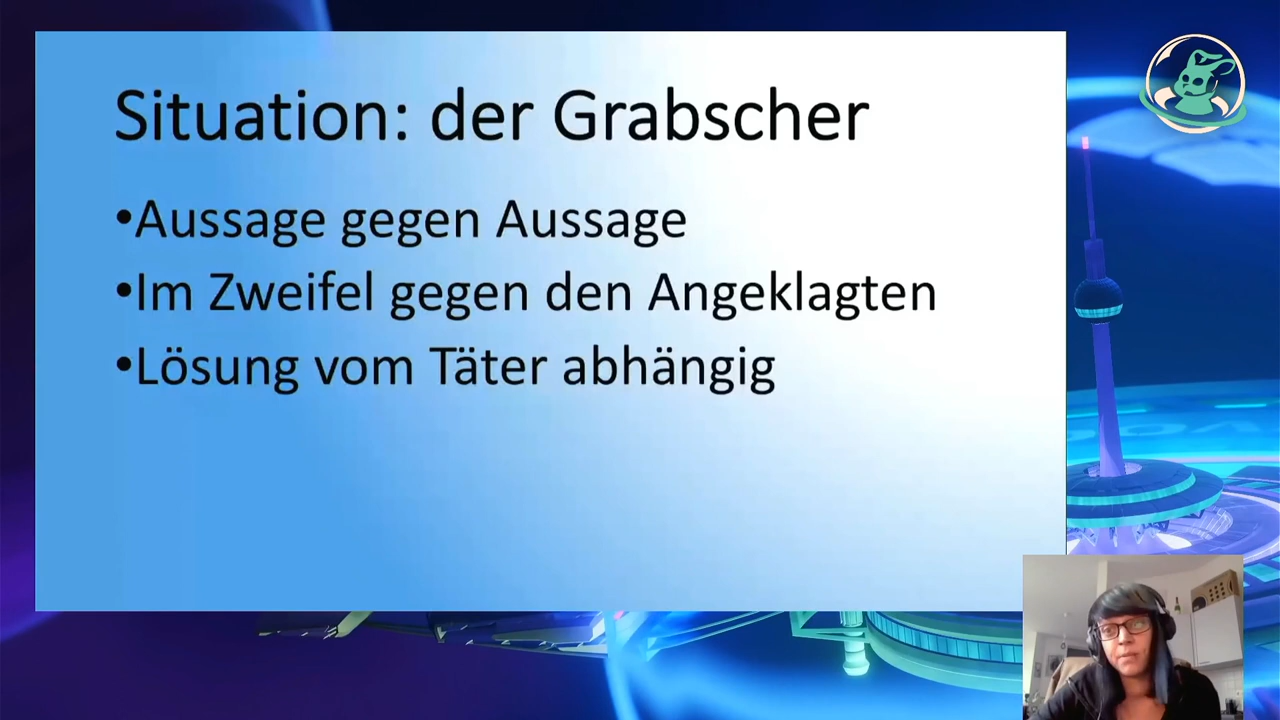 Situation: der Grabscher
•Aussage gegen Aussage
•Im Zweifel gegen den Angeklagten
•Lösung vom Täter abhängig